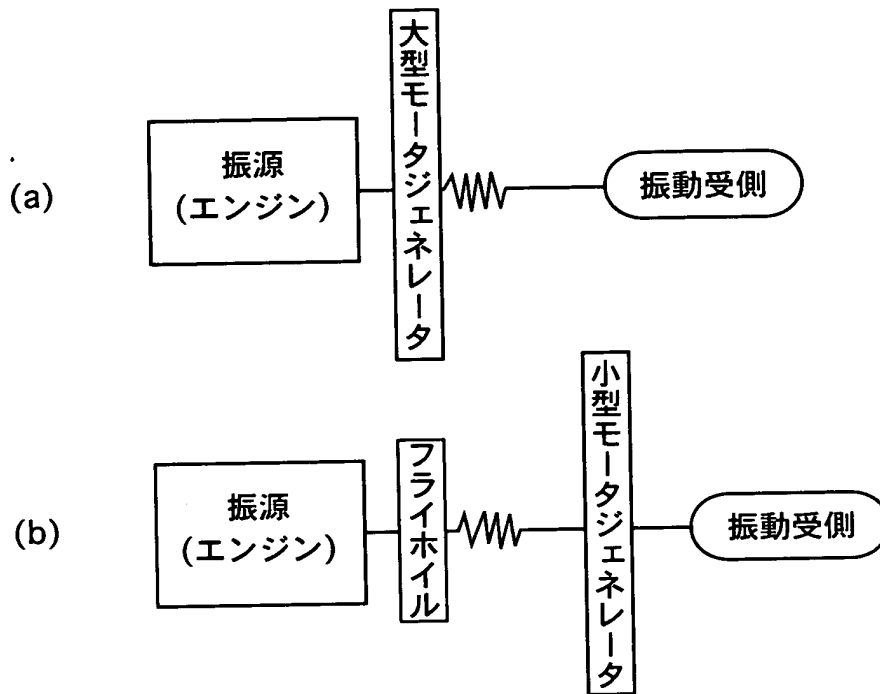 (a)
振源
(エンジン)
大型モータジェネレータ
振動受側
(b)
振源
(エンジン)
フライホイル
小型モータジェネレータ
振動受側